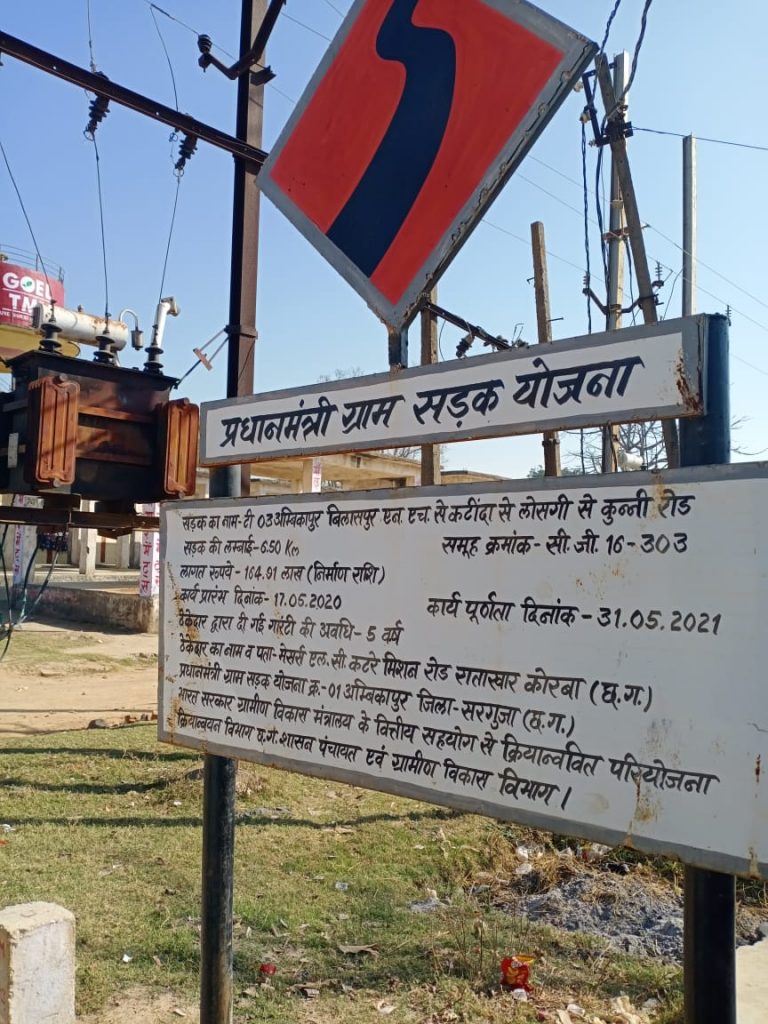 GOEL
TMT
प्रधानमंत्री ग्राम सड़क योजना
सड़क का नाम- टी 03 अम्बिकापुर बिलासपुर एन. एच. से कटींदा से लोसगी से कुन्नी रोड
सड़क की लम्बाई - 6.50 Km समूह क्रमांक - सी. जी. 16 - 303
लागत रूपये - 164.91 लास (निर्माण राशि)
कार्य प्रारंभ दिनांक - 17.05.2020 कार्य पूर्णता दिनांक - 31.05.2021
ठेकेदार द्वारा दी गई गारंटी की अवधि - 5 वर्ष
ठेकेदार का नाम व पता - मेसर्स एल. सी. कटरे मिशन रोड राताखार कोरबा (छ.ग.)
प्रधानमंत्री ग्राम सड़क योजना क्र.-01 अम्बिकापुर जिला - सरगुजा (छ.ग.)
भारत सरकार ग्रामीण विकास मंत्रालय के वित्तीय सहयोग से क्रियान्ववित परियोजना
क्रियान्वयन विभाग छ.ग. शासन पंचायत एवं ग्रामीण विकास विभाग।